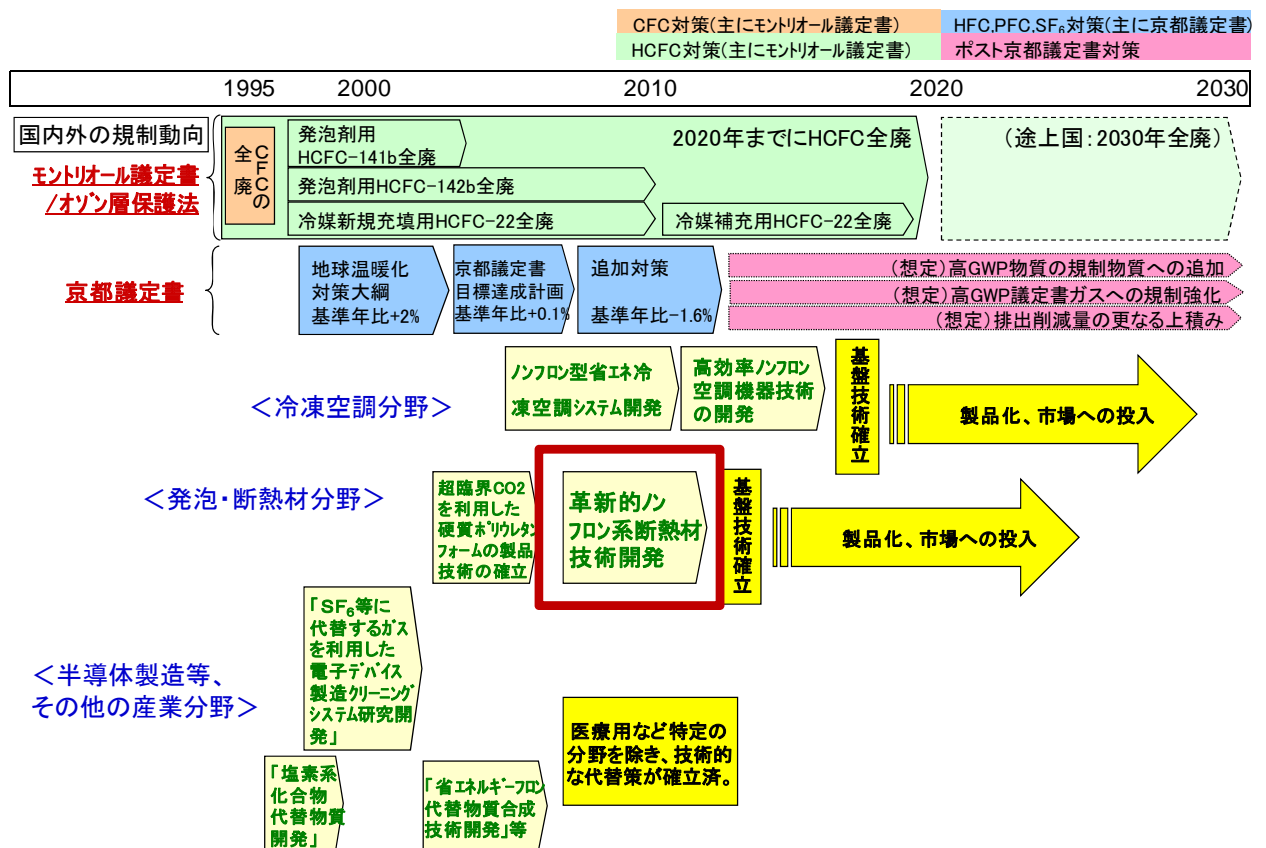 CFC対策(主にモントリオール議定書)
HFC,PFC,SF₆対策(主に京都議定書)
HCFC対策(主にモントリオール議定書)
ポスト京都議定書対策
1995
2000
2010
2020
2030
国内外の規制動向
モントリオール議定書
/オゾン層保護法
CFCの
全廃
発泡剤用
HCFC-141b全廃
発泡剤用HCFC-142b全廃
冷媒新規充填用HCFC-22全廃
2020年までにHCFC全廃
冷媒補充用HCFC-22全廃
(途上国:2030年全廃)
京都議定書
地球温暖化
対策大綱
基準年比+2%
京都議定書
目標達成計画
基準年比+0.1%
追加対策
基準年比-1.6%
(想定)高GWP物質の規制物質への追加
(想定)高GWP議定書ガスへの規制強化
(想定)排出削減量の更なる上積み
<冷凍空調分野>
ノンフロン型省エネ冷
凍空調システム開発
高効率ノンフロン
空調機器技術
の開発
基盤技術確立
製品化、市場への投入
<発泡・断熱材分野>
超臨界CO2
を利用した
硬質ポリウレタン
フォームの製品
技術の確立
革新的ノン
フロン系断熱材
技術開発
基盤技術確立
製品化、市場への投入
<半導体製造等、
その他の産業分野>
「SF₆等に
代替するガス
を利用した
電子デバイス
製造クリーニング
システム研究開
発」
「塩素系
化合物
代替物質
開発」
「省エネルギーフロン
代替物質合成
技術開発」等
医療用など特定の
分野を除き、技術的
な代替策が確立済。